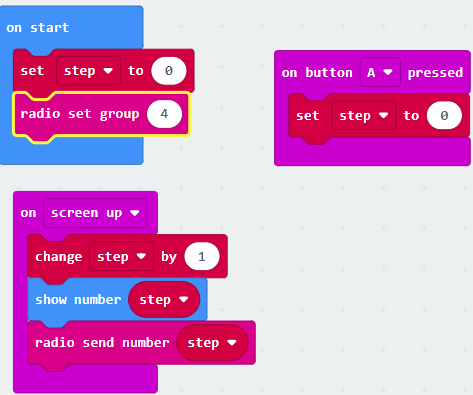 on start
set step to 0
radio set group 4
on button A pressed
set step to 0
on screen up
change step by 1
show number step
radio send number step